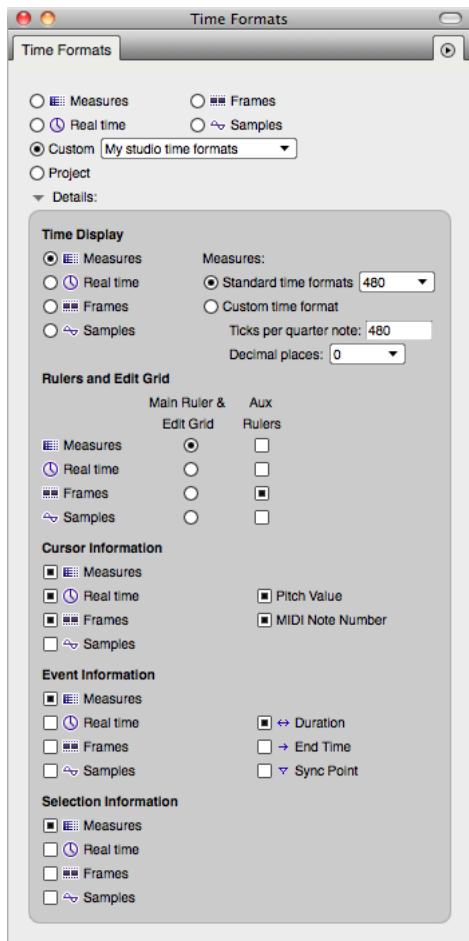 Time Formats
Time Formats
Measures Frames
Real time Samples
Custom My studio time formats
Project
Details:
Time Display
Measures Measures:
Real time Standard time formats 480
Frames Custom time format
Samples Ticks per quarter note: 480
Decimal places: 0
Rulers and Edit Grid
Main Ruler & Aux
Edit Grid Rulers
Measures
Real time
Frames
Samples
Cursor Information
Measures
Real time Pitch Value
Frames MIDI Note Number
Samples
Event Information
Measures
Real time Duration
Frames End Time
Samples Sync Point
Selection Information
Measures
Real time
Frames
Samples